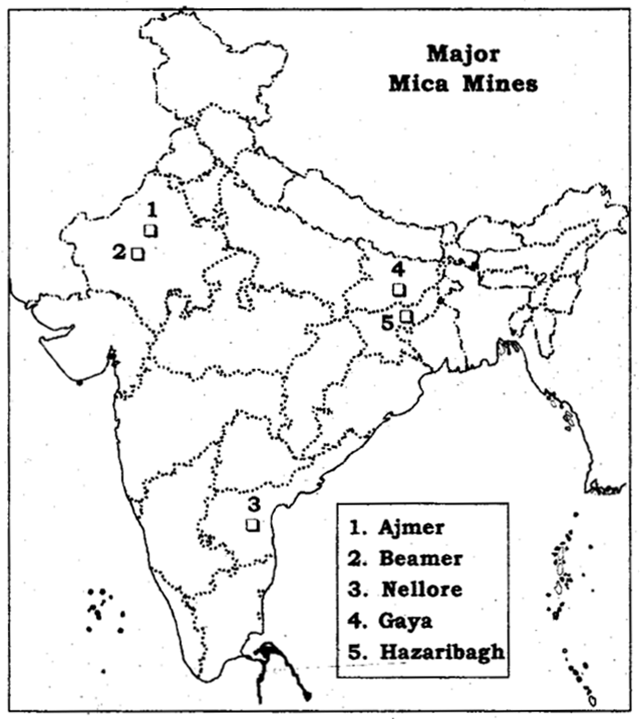 Major
Mica Mines
1
2
4
5
3
1. Ajmer
2. Beamer
3. Nellore
4. Gaya
5. Hazaribagh